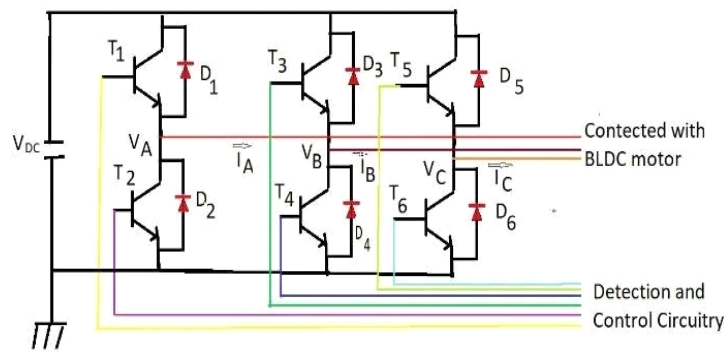 T1
D1
T3
D3
T5
D5
VDC
VA
IA
VB
IB
VC
IC
Contected with
BLDC motor
T2
D2
T4
D4
T6
D6
Detection and
Control Circuitry